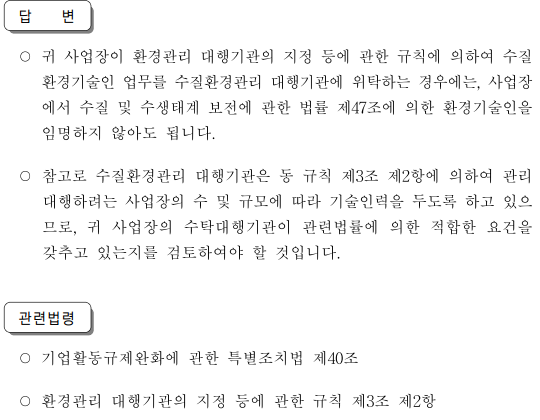 답 변
○ 귀 사업장이 환경관리 대행기관의 지정 등에 관한 규칙에 의하여 수질
환경기술인 업무를 수질환경관리 대행기관에 위탁하는 경우에는, 사업장
에서 수질 및 수생태계 보전에 관한 법률 제47조에 의한 환경기술인을
임명하지 않아도 됩니다.
○ 참고로 수질환경관리 대행기관은 동 규칙 제3조 제2항에 의하여 관리
대행하려는 사업장의 수 및 규모에 따라 기술인력을 두도록 하고 있으
므로, 귀 사업장의 수탁대행기관이 관련법률에 의한 적합한 요건을
갖추고 있는지를 검토하여야 할 것입니다.
관련법령
○ 기업활동규제완화에 관한 특별조치법 제40조
○ 환경관리 대행기관의 지정 등에 관한 규칙 제3조 제2항